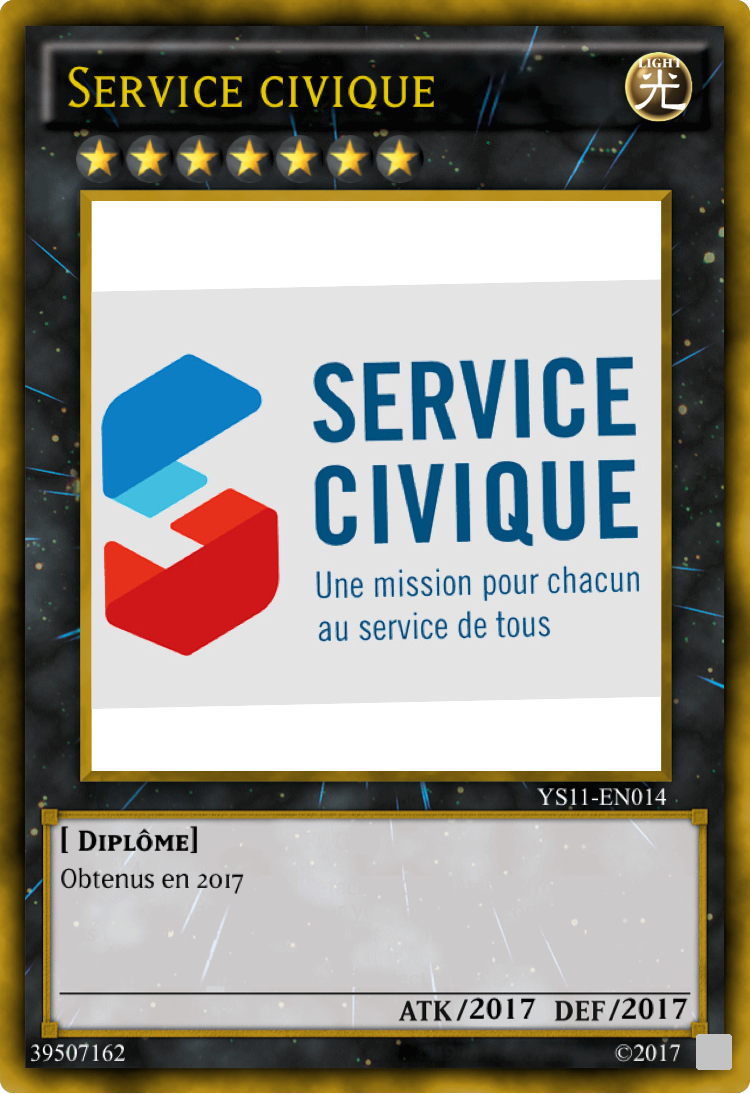 Service civique
LIGHT
光
SERVICE
CIVIQUE
Une mission pour chacun
au service de tous
YS11-EN014
[ Diplôme]
Obtenus en 2017
ATK/2017 DEF/2017
39507162 ©2017